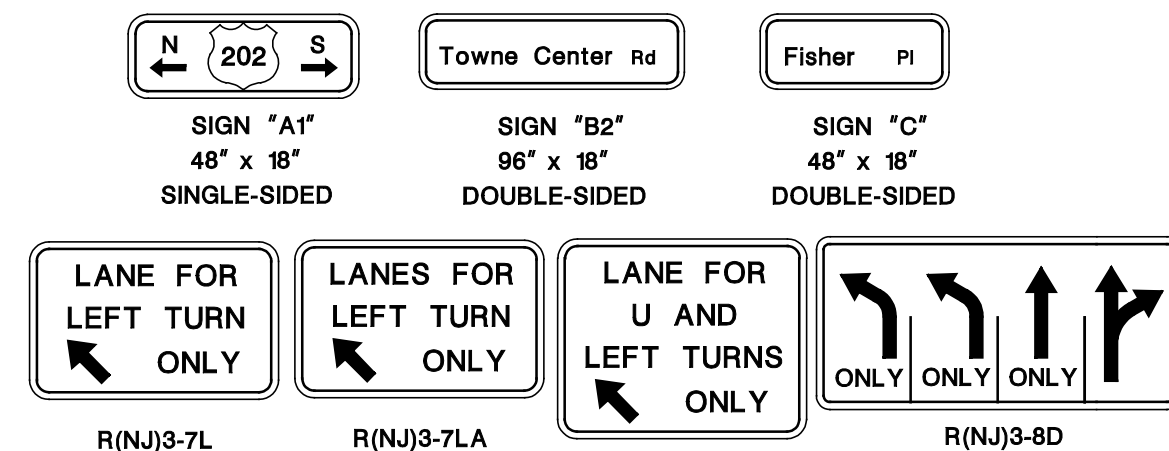 N 202 S
SIGN "A1"
48" x 18"
SINGLE-SIDED
Towne Center Rd
SIGN "B2"
96" x 18"
DOUBLE-SIDED
Fisher Pl
SIGN "C"
48" x 18"
DOUBLE-SIDED
LANE FOR
LEFT TURN
ONLY
R(NJ)3-7L
LANES FOR
LEFT TURN
ONLY
R(NJ)3-7LA
LANE FOR
U AND
LEFT TURNS
ONLY
ONLY ONLY ONLY
R(NJ)3-8D